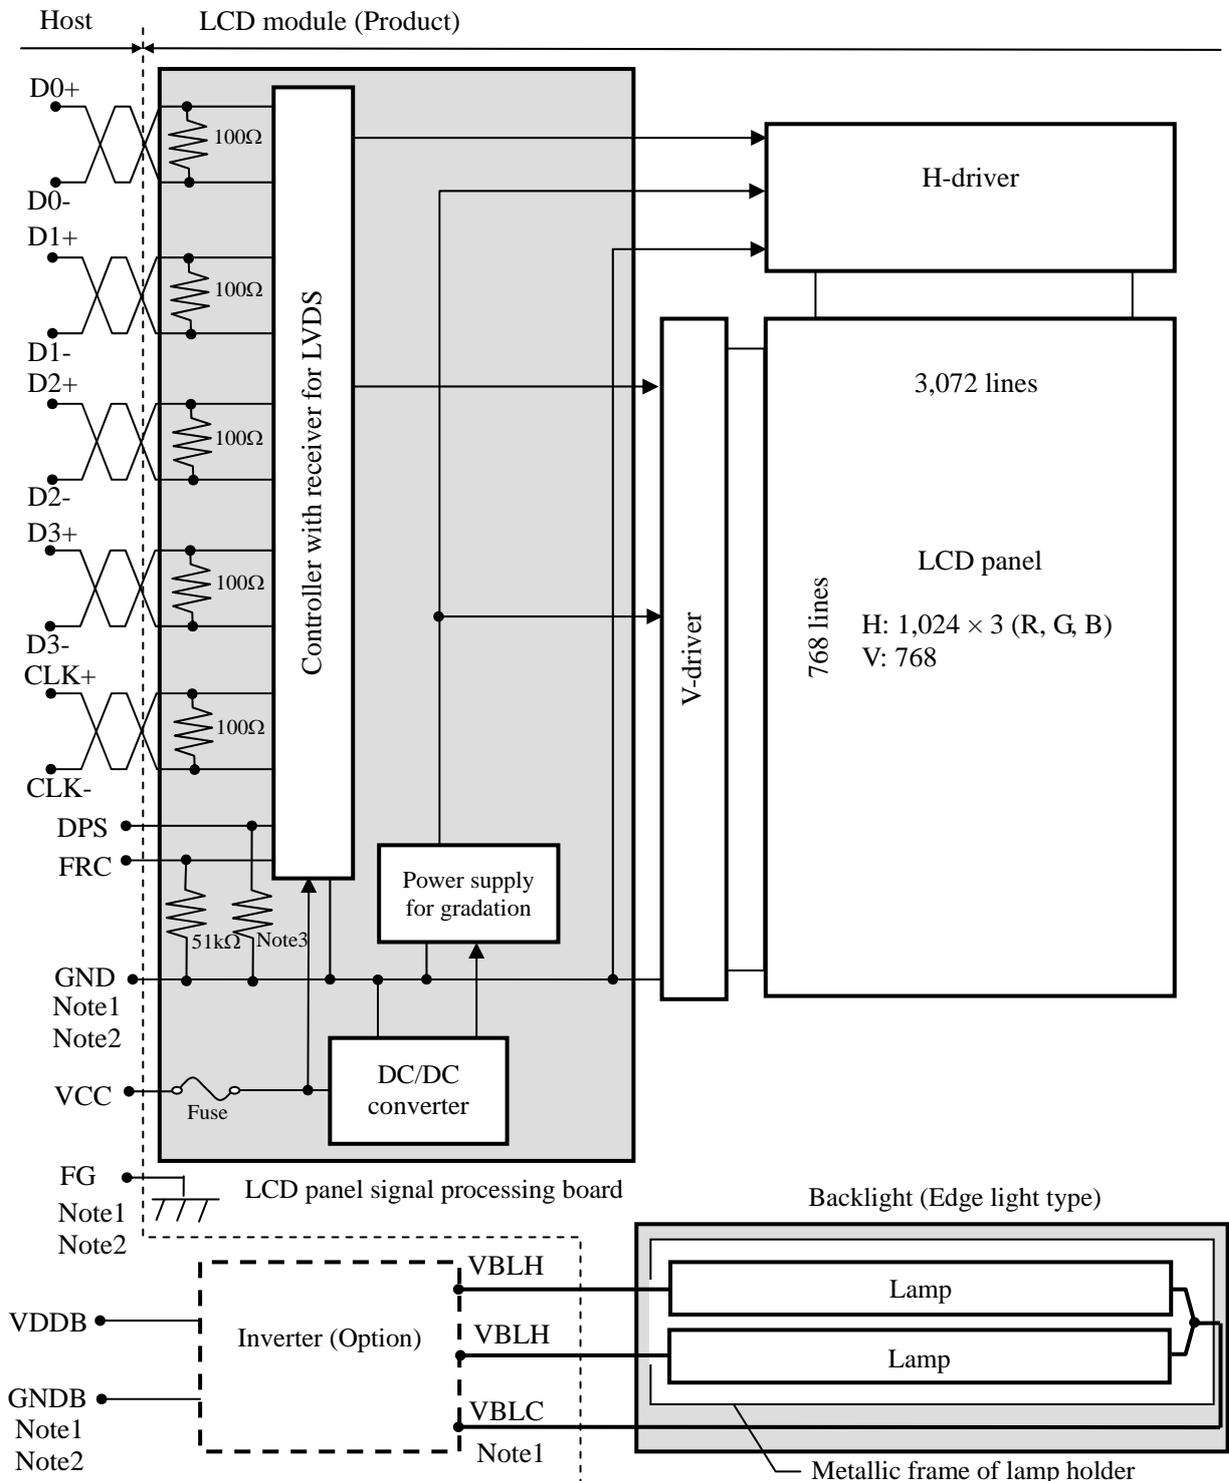 Host
LCD module (Product)
D0+
100Ω
D0-
H-driver
D1+
100Ω
D1-
D2+
100Ω
D2-
D3+
100Ω
D3-
CLK+
100Ω
CLK-
Controller with receiver for LVDS
3,072 lines
LCD panel
768 lines
H: 1,024 × 3 (R, G, B)
V: 768
V-driver
DPS
FRC
Power supply
for gradation
51kΩ
Note3
GND
Note1
Note2
DC/DC
converter
VCC
Fuse
FG
Note1
Note2
LCD panel signal processing board
Backlight (Edge light type)
VBLH
Lamp
VDDB
Inverter (Option)
VBLH
Lamp
GNDB
Note1
Note2
VBLC
Note1
Metallic frame of lamp holder